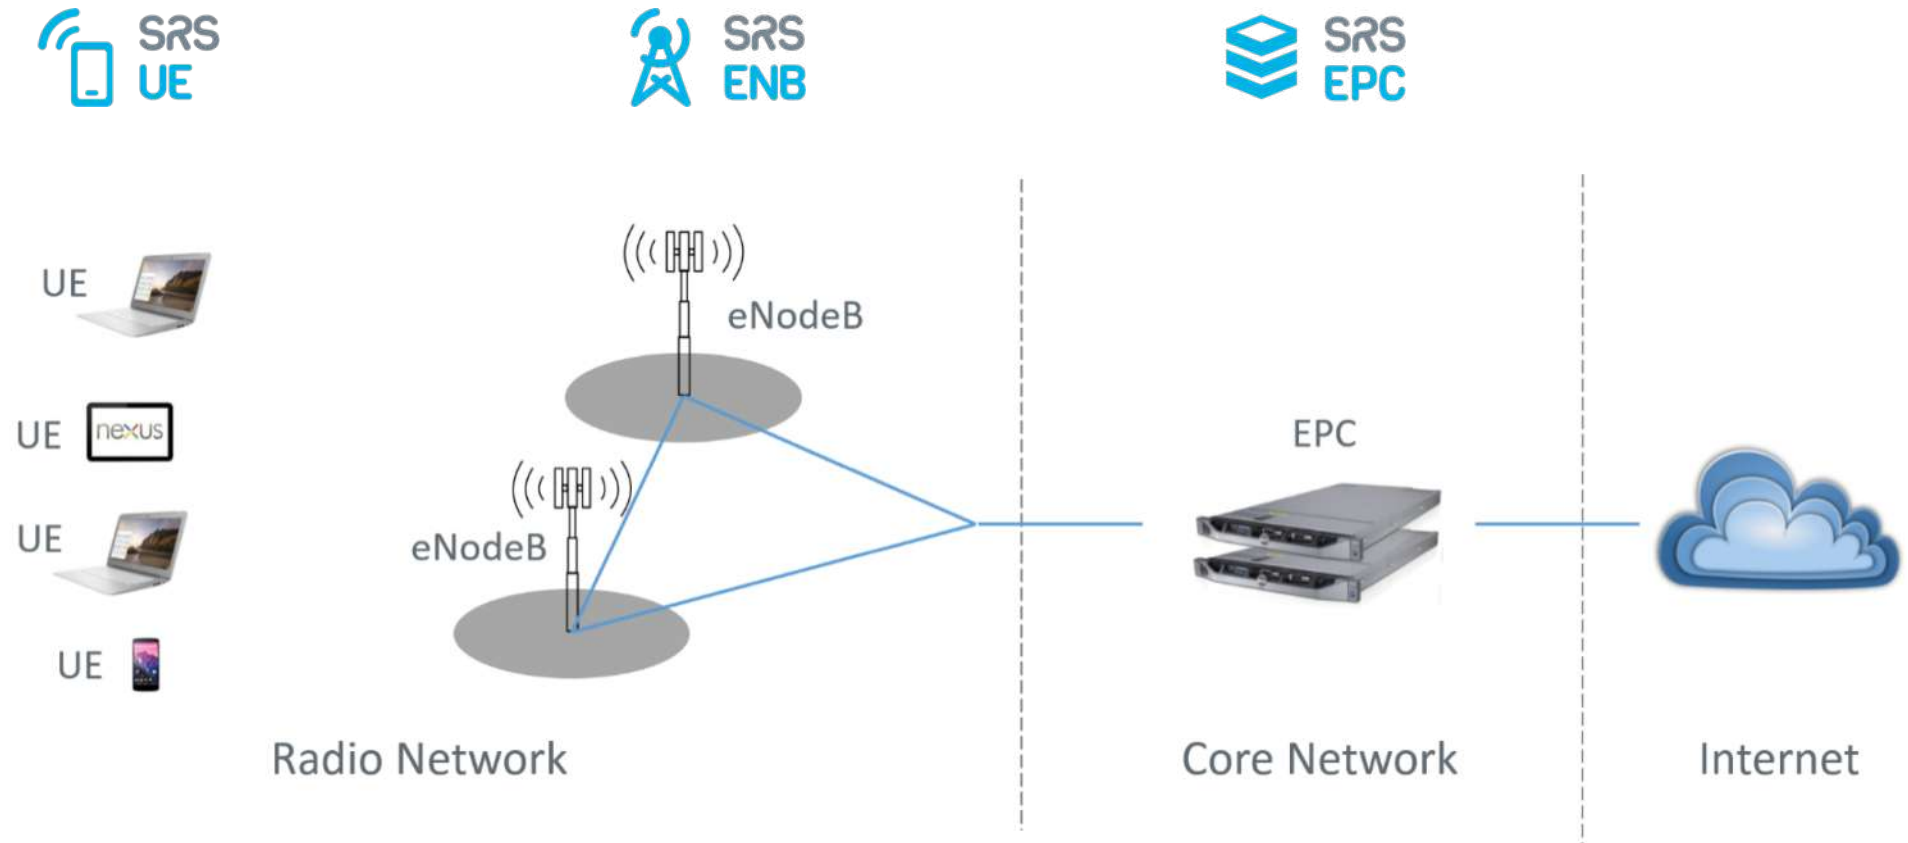 SRS
UE
SRS
ENB
SRS
EPC
UE
eNodeB
UE
nexus
EPC
UE
eNodeB
UE
Radio Network
Core Network
Internet